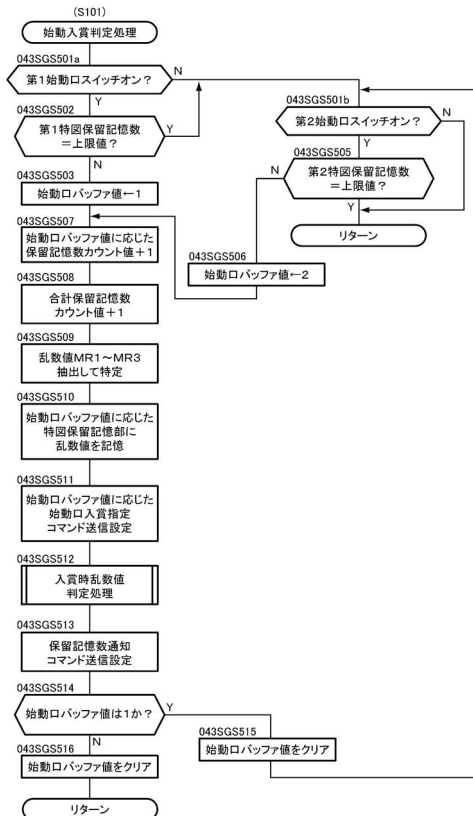 (S101)
始動入賞判定処理
043SGS501a
第1始動口スイッチオン？
N
Y
043SGS502
第1特図保留記憶数
＝上限値？
Y
N
043SGS503
始動口バッファ値←1
043SGS507
始動口バッファ値に応じた
保留記憶数カウント値＋1
043SGS508
合計保留記憶数
カウント値＋1
043SGS509
乱数値MR1～MR3
抽出して特定
043SGS510
始動口バッファ値に応じた
特図保留記憶部に
乱数値を記憶
043SGS511
始動口バッファ値に応じた
始動口入賞指定
コマンド送信設定
043SGS512
入賞時乱数値
判定処理
043SGS513
保留記憶数通知
コマンド送信設定
043SGS514
始動口バッファ値は1か？
Y
N
043SGS516
始動口バッファ値をクリア
リターン
043SGS501b
第2始動口スイッチオン？
N
Y
043SGS505
N
第2特図保留記憶数
＝上限値？
Y
リターン
043SGS506
始動口バッファ値←2
043SGS515
始動口バッファ値をクリア